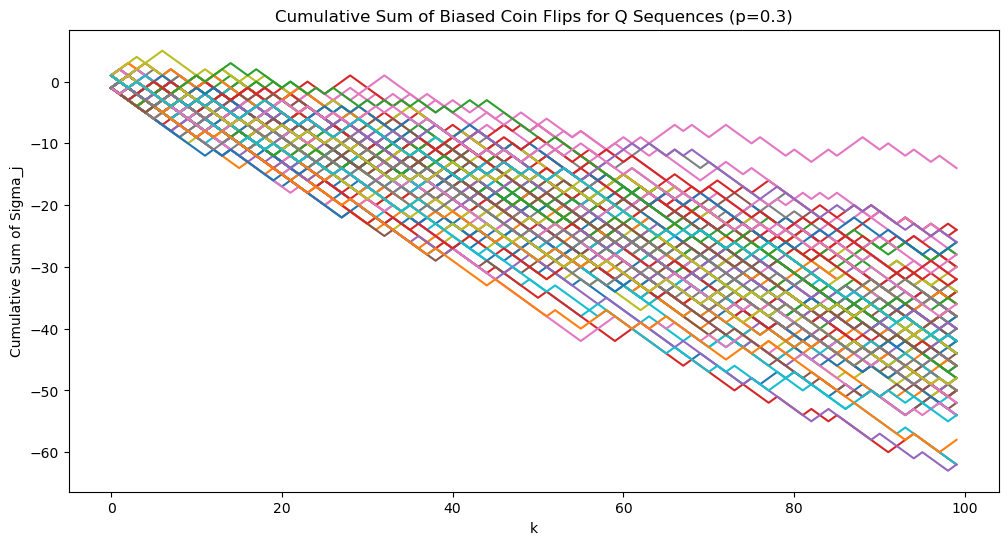 Cumulative Sum of Biased Coin Flips for Q Sequences (p=0.3)
Cumulative Sum of Sigma_j
0
−10
−20
−30
−40
−50
−60
0 20 40 60 80 100
k